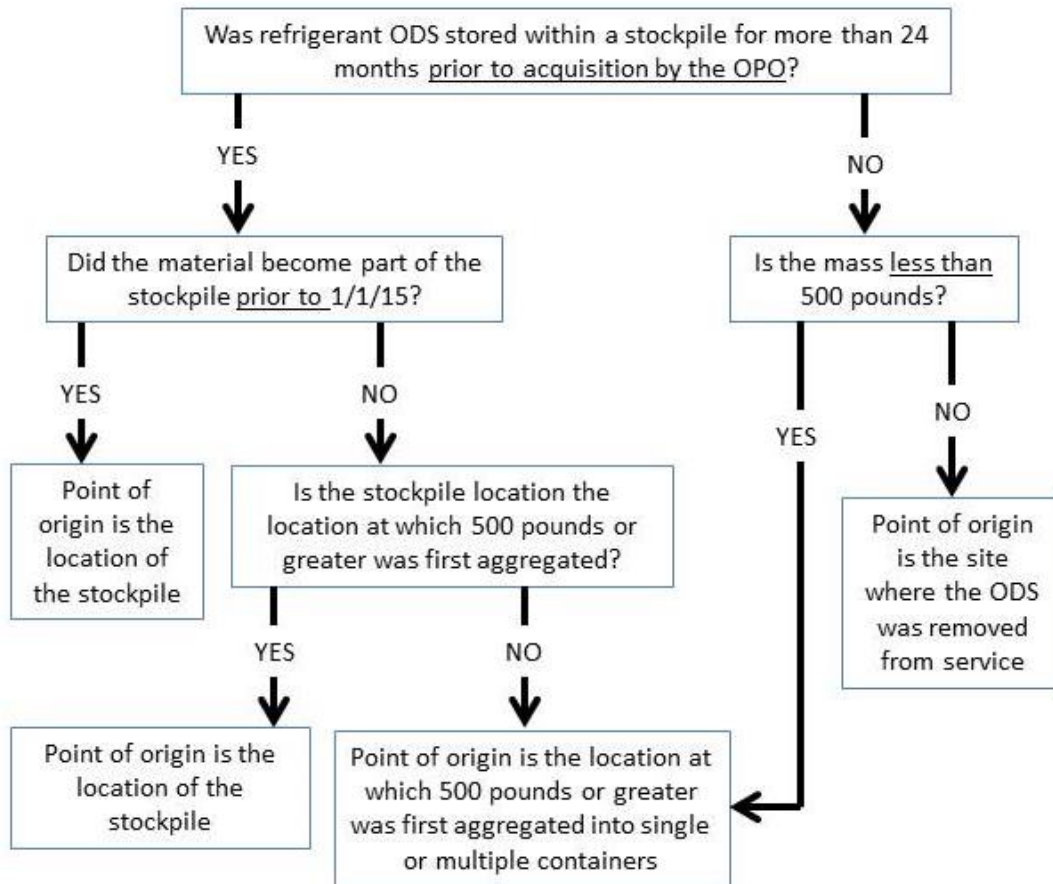 Was refrigerant ODS stored within a stockpile for more than 24
months prior to acquisition by the OPO?
YES
NO
Did the material become part of the
stockpile prior to 1/1/15?
Is the mass less than
500 pounds?
YES
NO
YES
NO
Point of
origin is the
location of
the stockpile
Is the stockpile location the
location at which 500 pounds or
greater was first aggregated?
Point of origin
is the site
where the ODS
was removed
from service
YES
NO
Point of origin is the
location of the
stockpile
Point of origin is the location at
which 500 pounds or greater
was first aggregated into single
or multiple containers